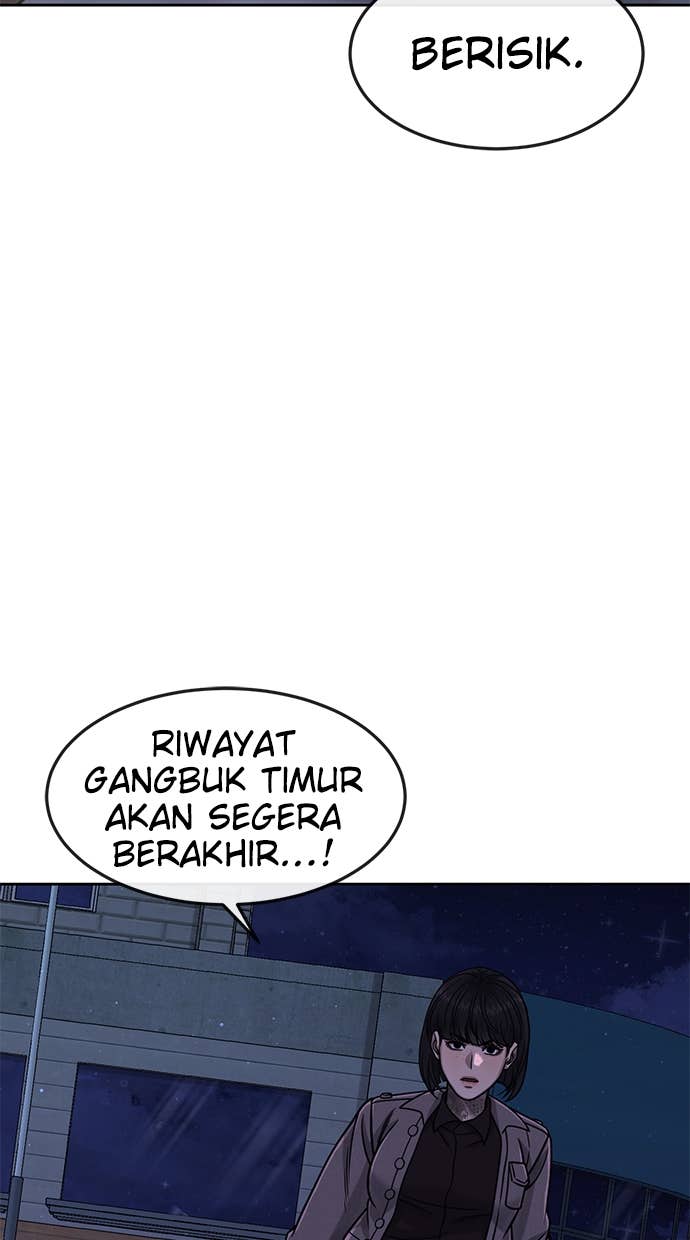 BERISIK.
RIWAYAT
GANGBUK TIMUR
AKAN SEGERA
BERAKHIR...!